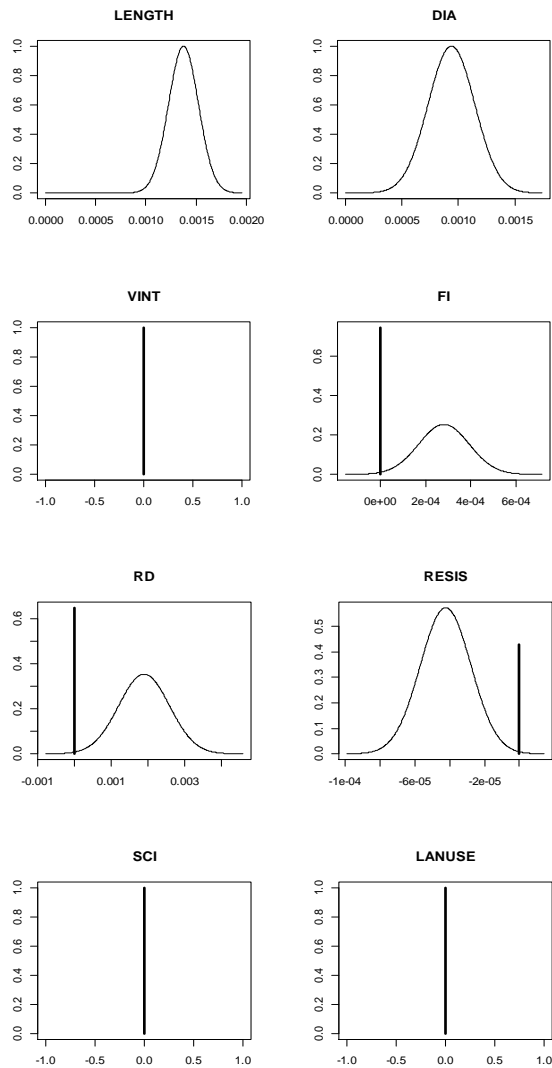 LENGTH
0.0 0.2 0.4 0.6 0.8 1.0
0.0000 0.0005 0.0010 0.0015 0.0020
DIA
0.0 0.2 0.4 0.6 0.8 1.0
0.0000 0.0005 0.0010 0.0015
VINT
0.0 0.2 0.4 0.6 0.8 1.0
-1.0 -0.5 0.0 0.5 1.0
FI
0.0 0.2 0.4 0.6
0e+00 2e-04 4e-04 6e-04
RD
0.0 0.2 0.4 0.6
-0.001 0.001 0.003
RESIS
0.0 0.1 0.2 0.3 0.4 0.5
-1e-04 -6e-05 -2e-05
SCI
0.0 0.2 0.4 0.6 0.8 1.0
-1.0 -0.5 0.0 0.5 1.0
LANUSE
0.0 0.2 0.4 0.6 0.8 1.0
-1.0 -0.5 0.0 0.5 1.0